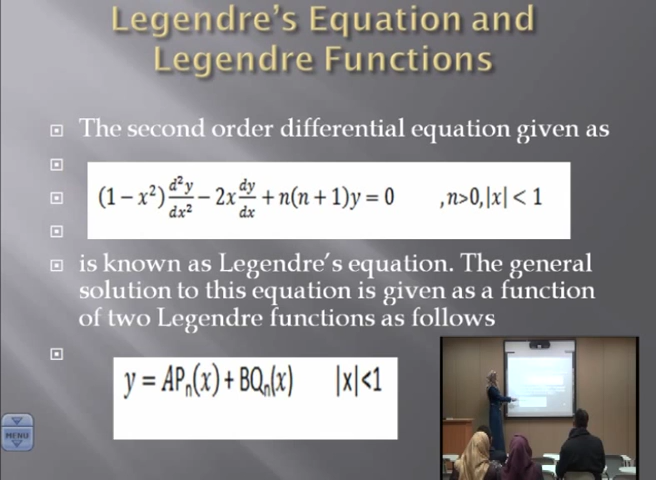 Legendre's Equation and
Legendre Functions
The second order differential equation given as
(1 − x²) d²y/dx² − 2x dy/dx + n(n + 1)y = 0 ,n>0,|x| < 1
is known as Legendre's equation. The general
solution to this equation is given as a function
of two Legendre functions as follows
y = APₙ(x) + BQₙ(x) |x|<1
MENU